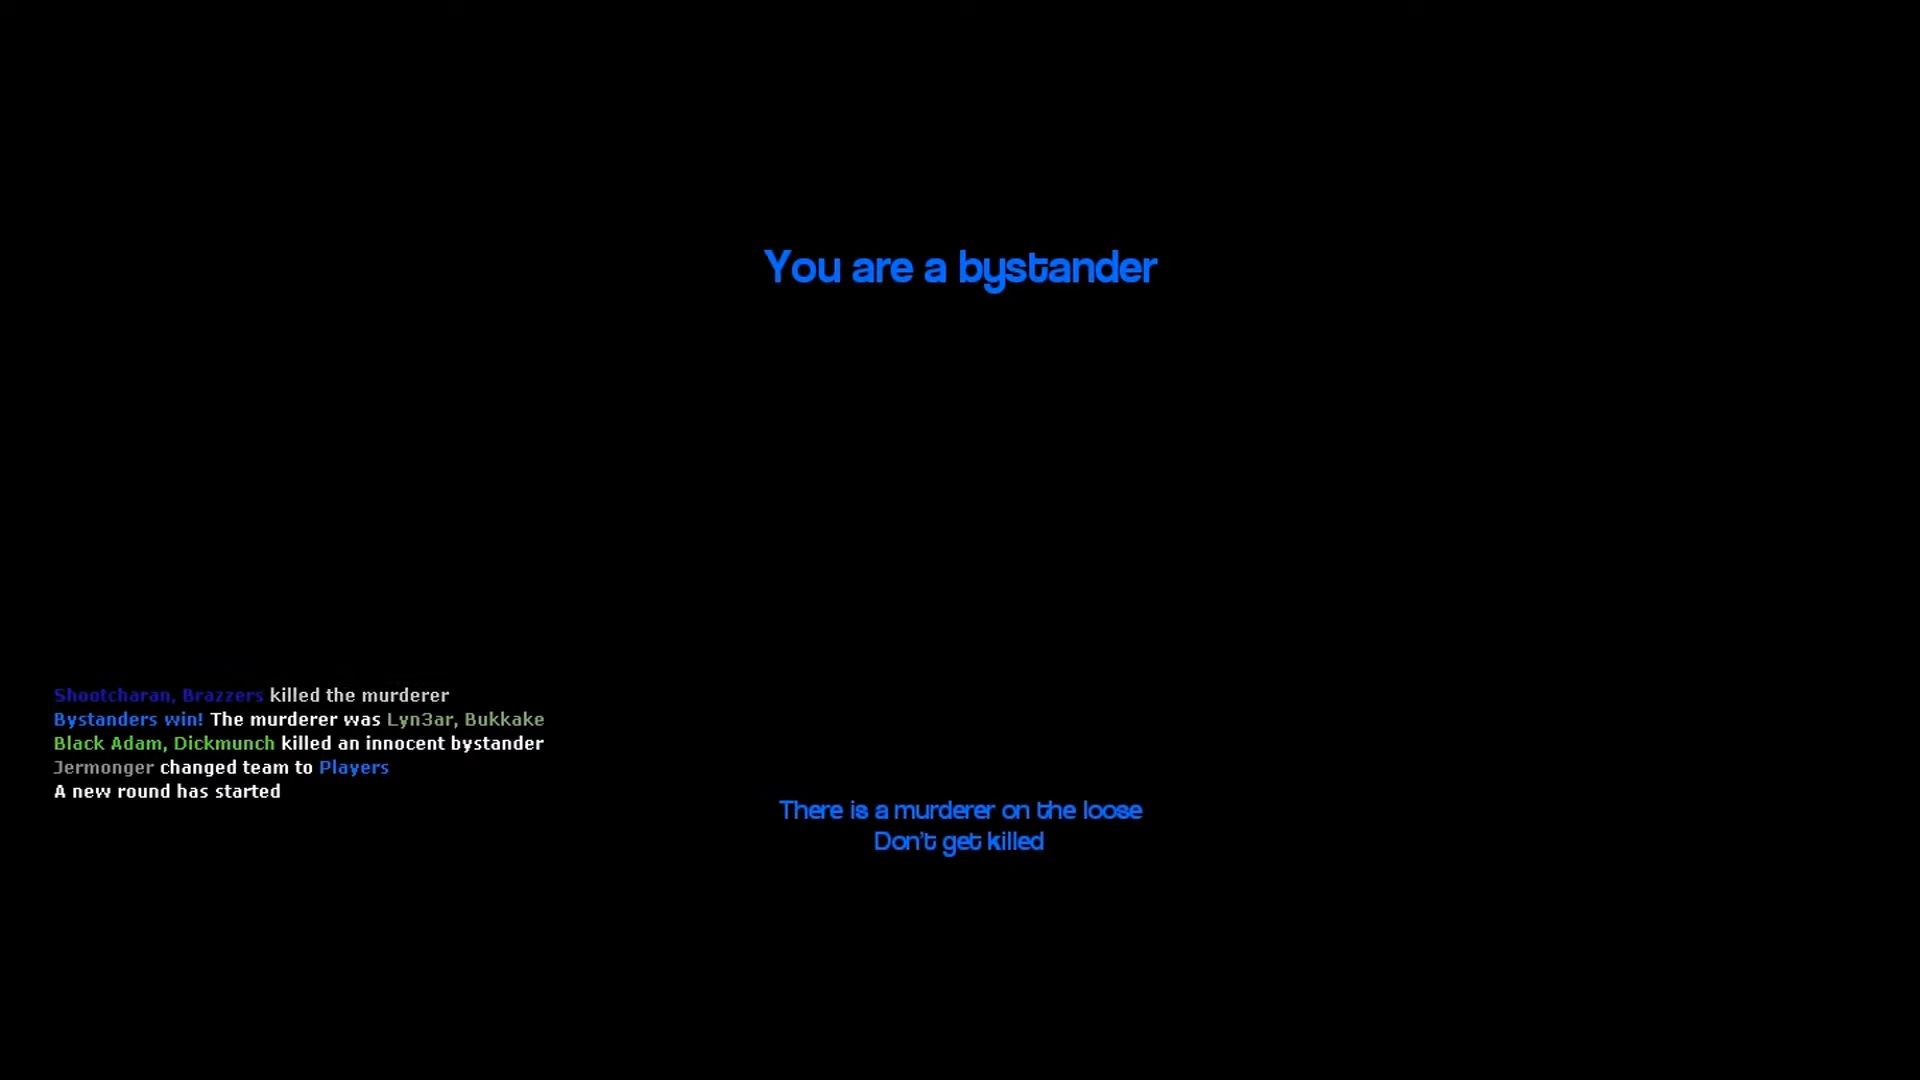 You are a bystander
Shootcharan, Brazzers killed the murderer
Bystanders win! The murderer was Lyn3ar, Bukkake
Black Adam, Dickmunch killed an innocent bystander
Jermonger changed team to Players
A new round has started
There is a murderer on the loose
Don't get killed